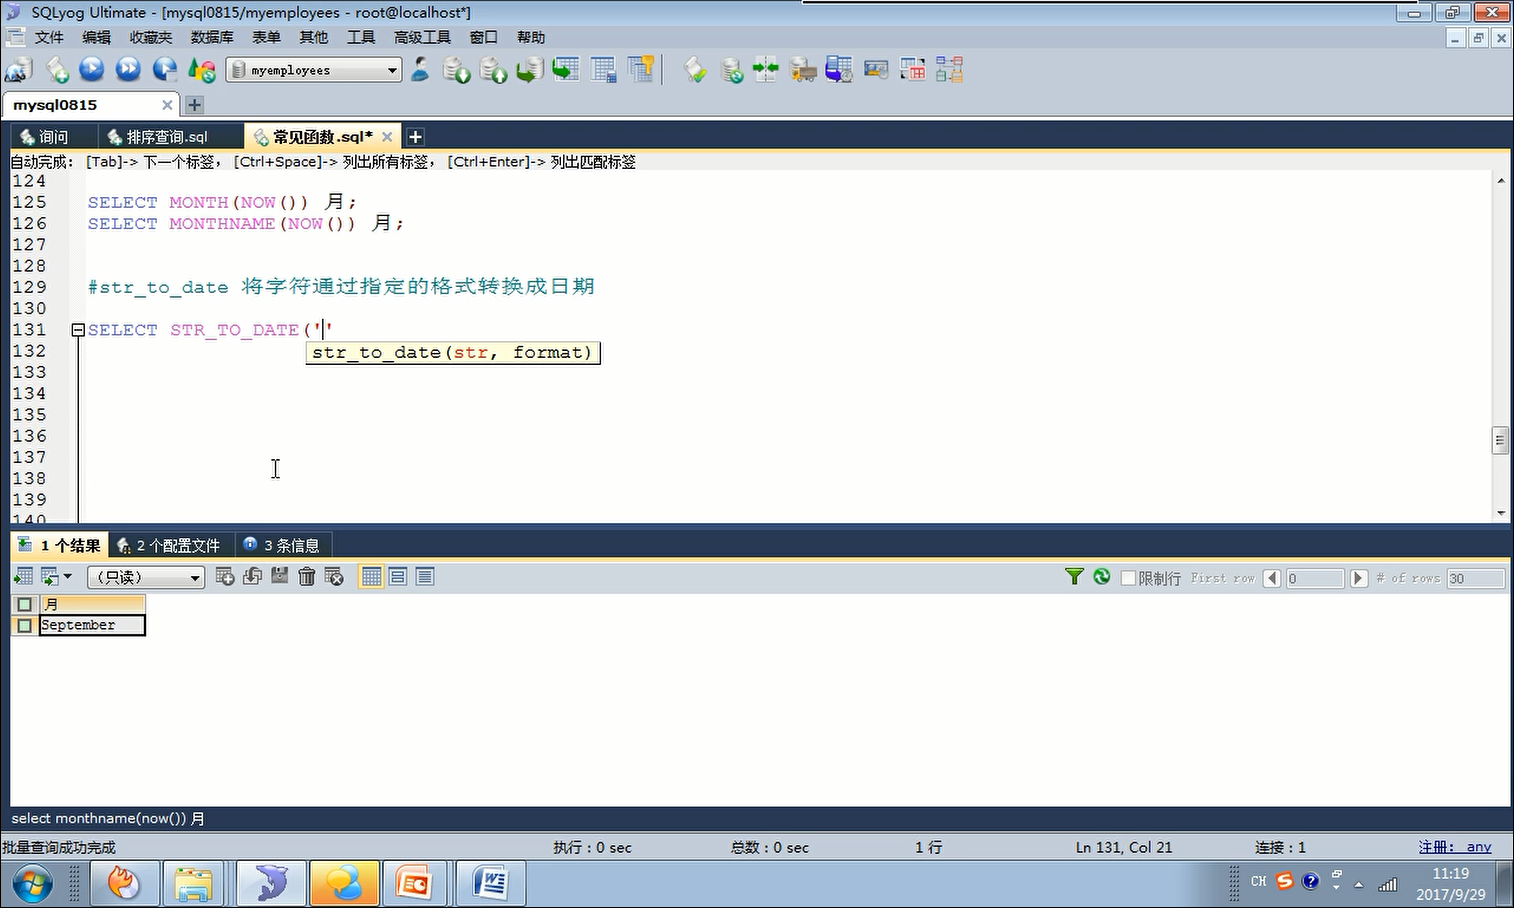 SQLyog Ultimate - [mysql0815/myemployees - root@localhost*]
文件 编辑 收藏夹 数据库 表单 其他 工具 高级工具 窗口 帮助
myemployees
mysql0815
询问 排序查询.sql 常见函数.sql*
自动完成: [Tab]-> 下一个标签, [Ctrl+Space]-> 列出所有标签, [Ctrl+Enter]-> 列出匹配标签
124
125 SELECT MONTH(NOW()) 月;
126 SELECT MONTHNAME(NOW()) 月;
127
128
129 #str_to_date 将字符通过指定的格式转换成日期
130
131 SELECT STR_TO_DATE(''
132 str_to_date(str, format)
133
134
135
136
137
138
139
140
1 个结果 2 个配置文件 3 条信息
(只读) 限制行 First row 0 # of rows 30
月
September
select monthname(now()) 月
批量查询成功完成 执行:0 sec 总数:0 sec 1 行 Ln 131, Col 21 连接:1 注册: any
CH 11:19
2017/9/29